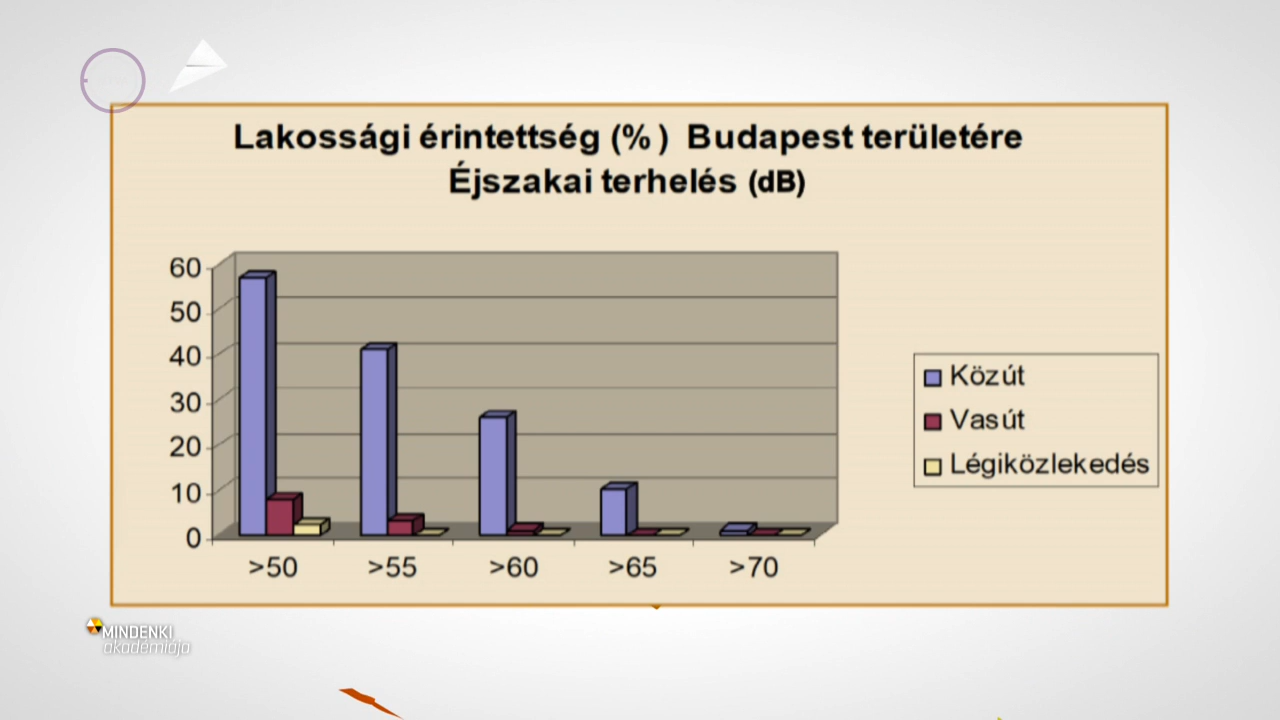 Lakossági érintettség (%) Budapest területére
Éjszakai terhelés (dB)
60
50
40
30
20
10
0
>50 >55 >60 >65 >70
Közút
Vasút
Légiközlekedés
MINDENKI
akadémiája